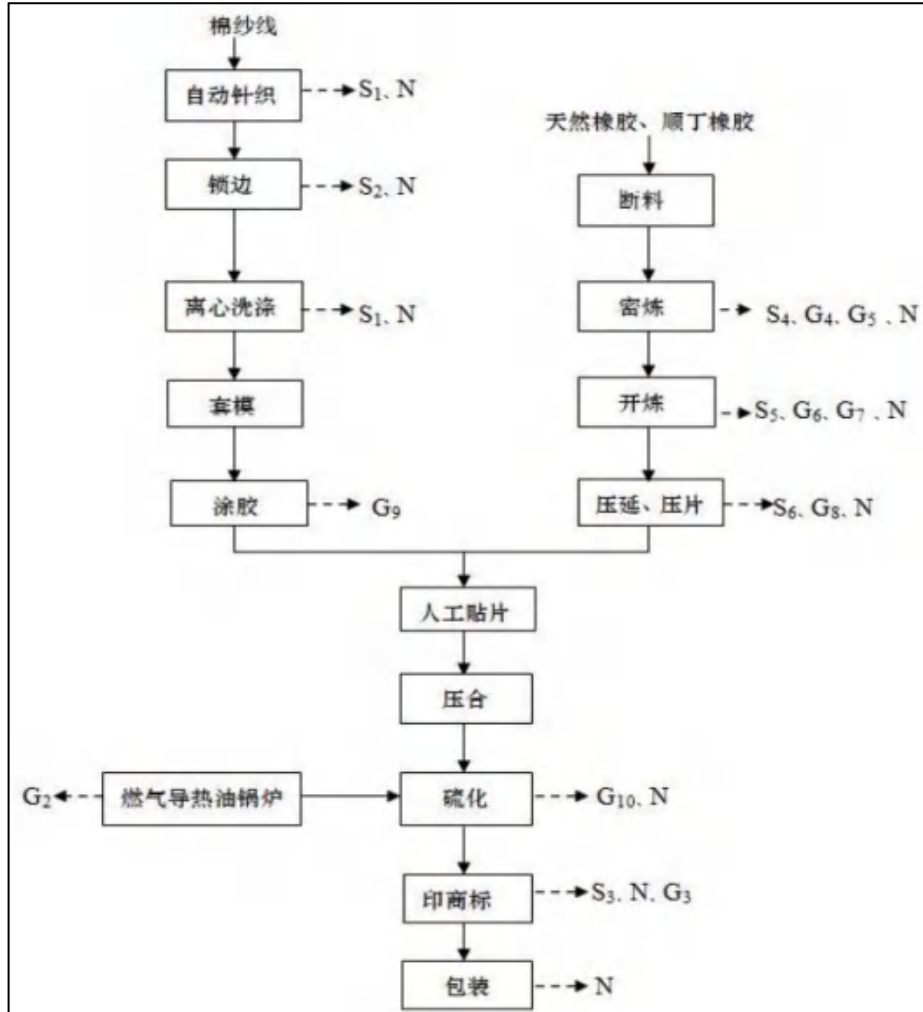 棉纱线
自动针织
S₁、N
天然橡胶、顺丁橡胶
锁边
S₂、N
断料
离心洗涤
S₁、N
密炼
S₄、G₄、G₅、N
套模
开炼
S₅、G₆、G₇、N
涂胶
G₉
压延、压片
S₆、G₈、N
人工贴片
压合
G₂
燃气导热油锅炉
硫化
G₁₀、N
印商标
S₃、N、G₃
包装
N